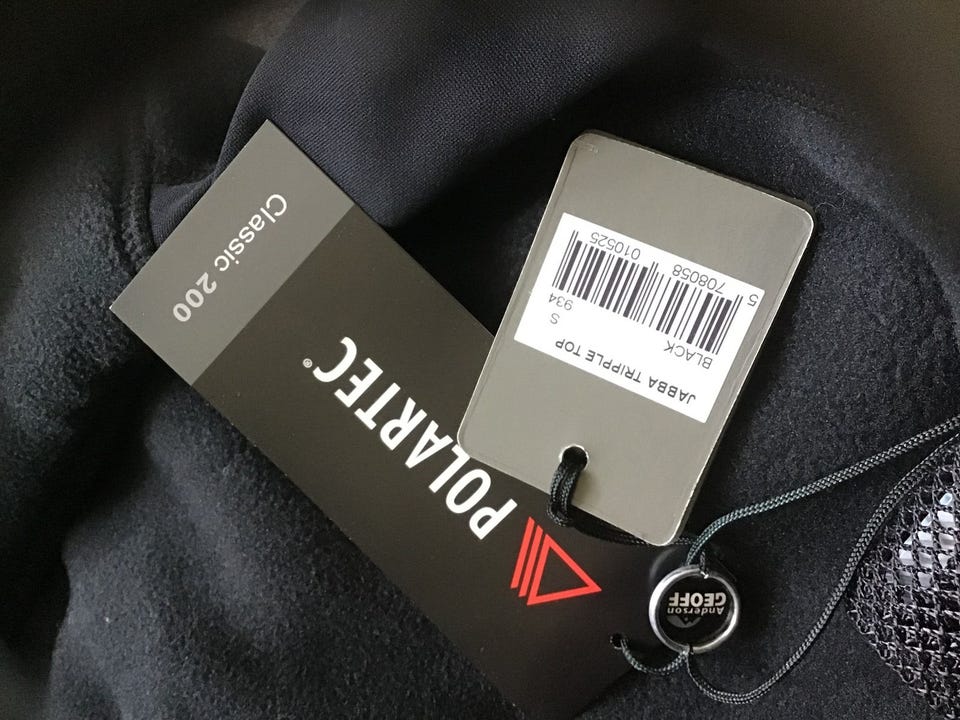 Classic 200
POLARTEC®
JABBA TRIPPLE TOP
BLACK S
934
5 708058 010525
GEOFF
Anderson